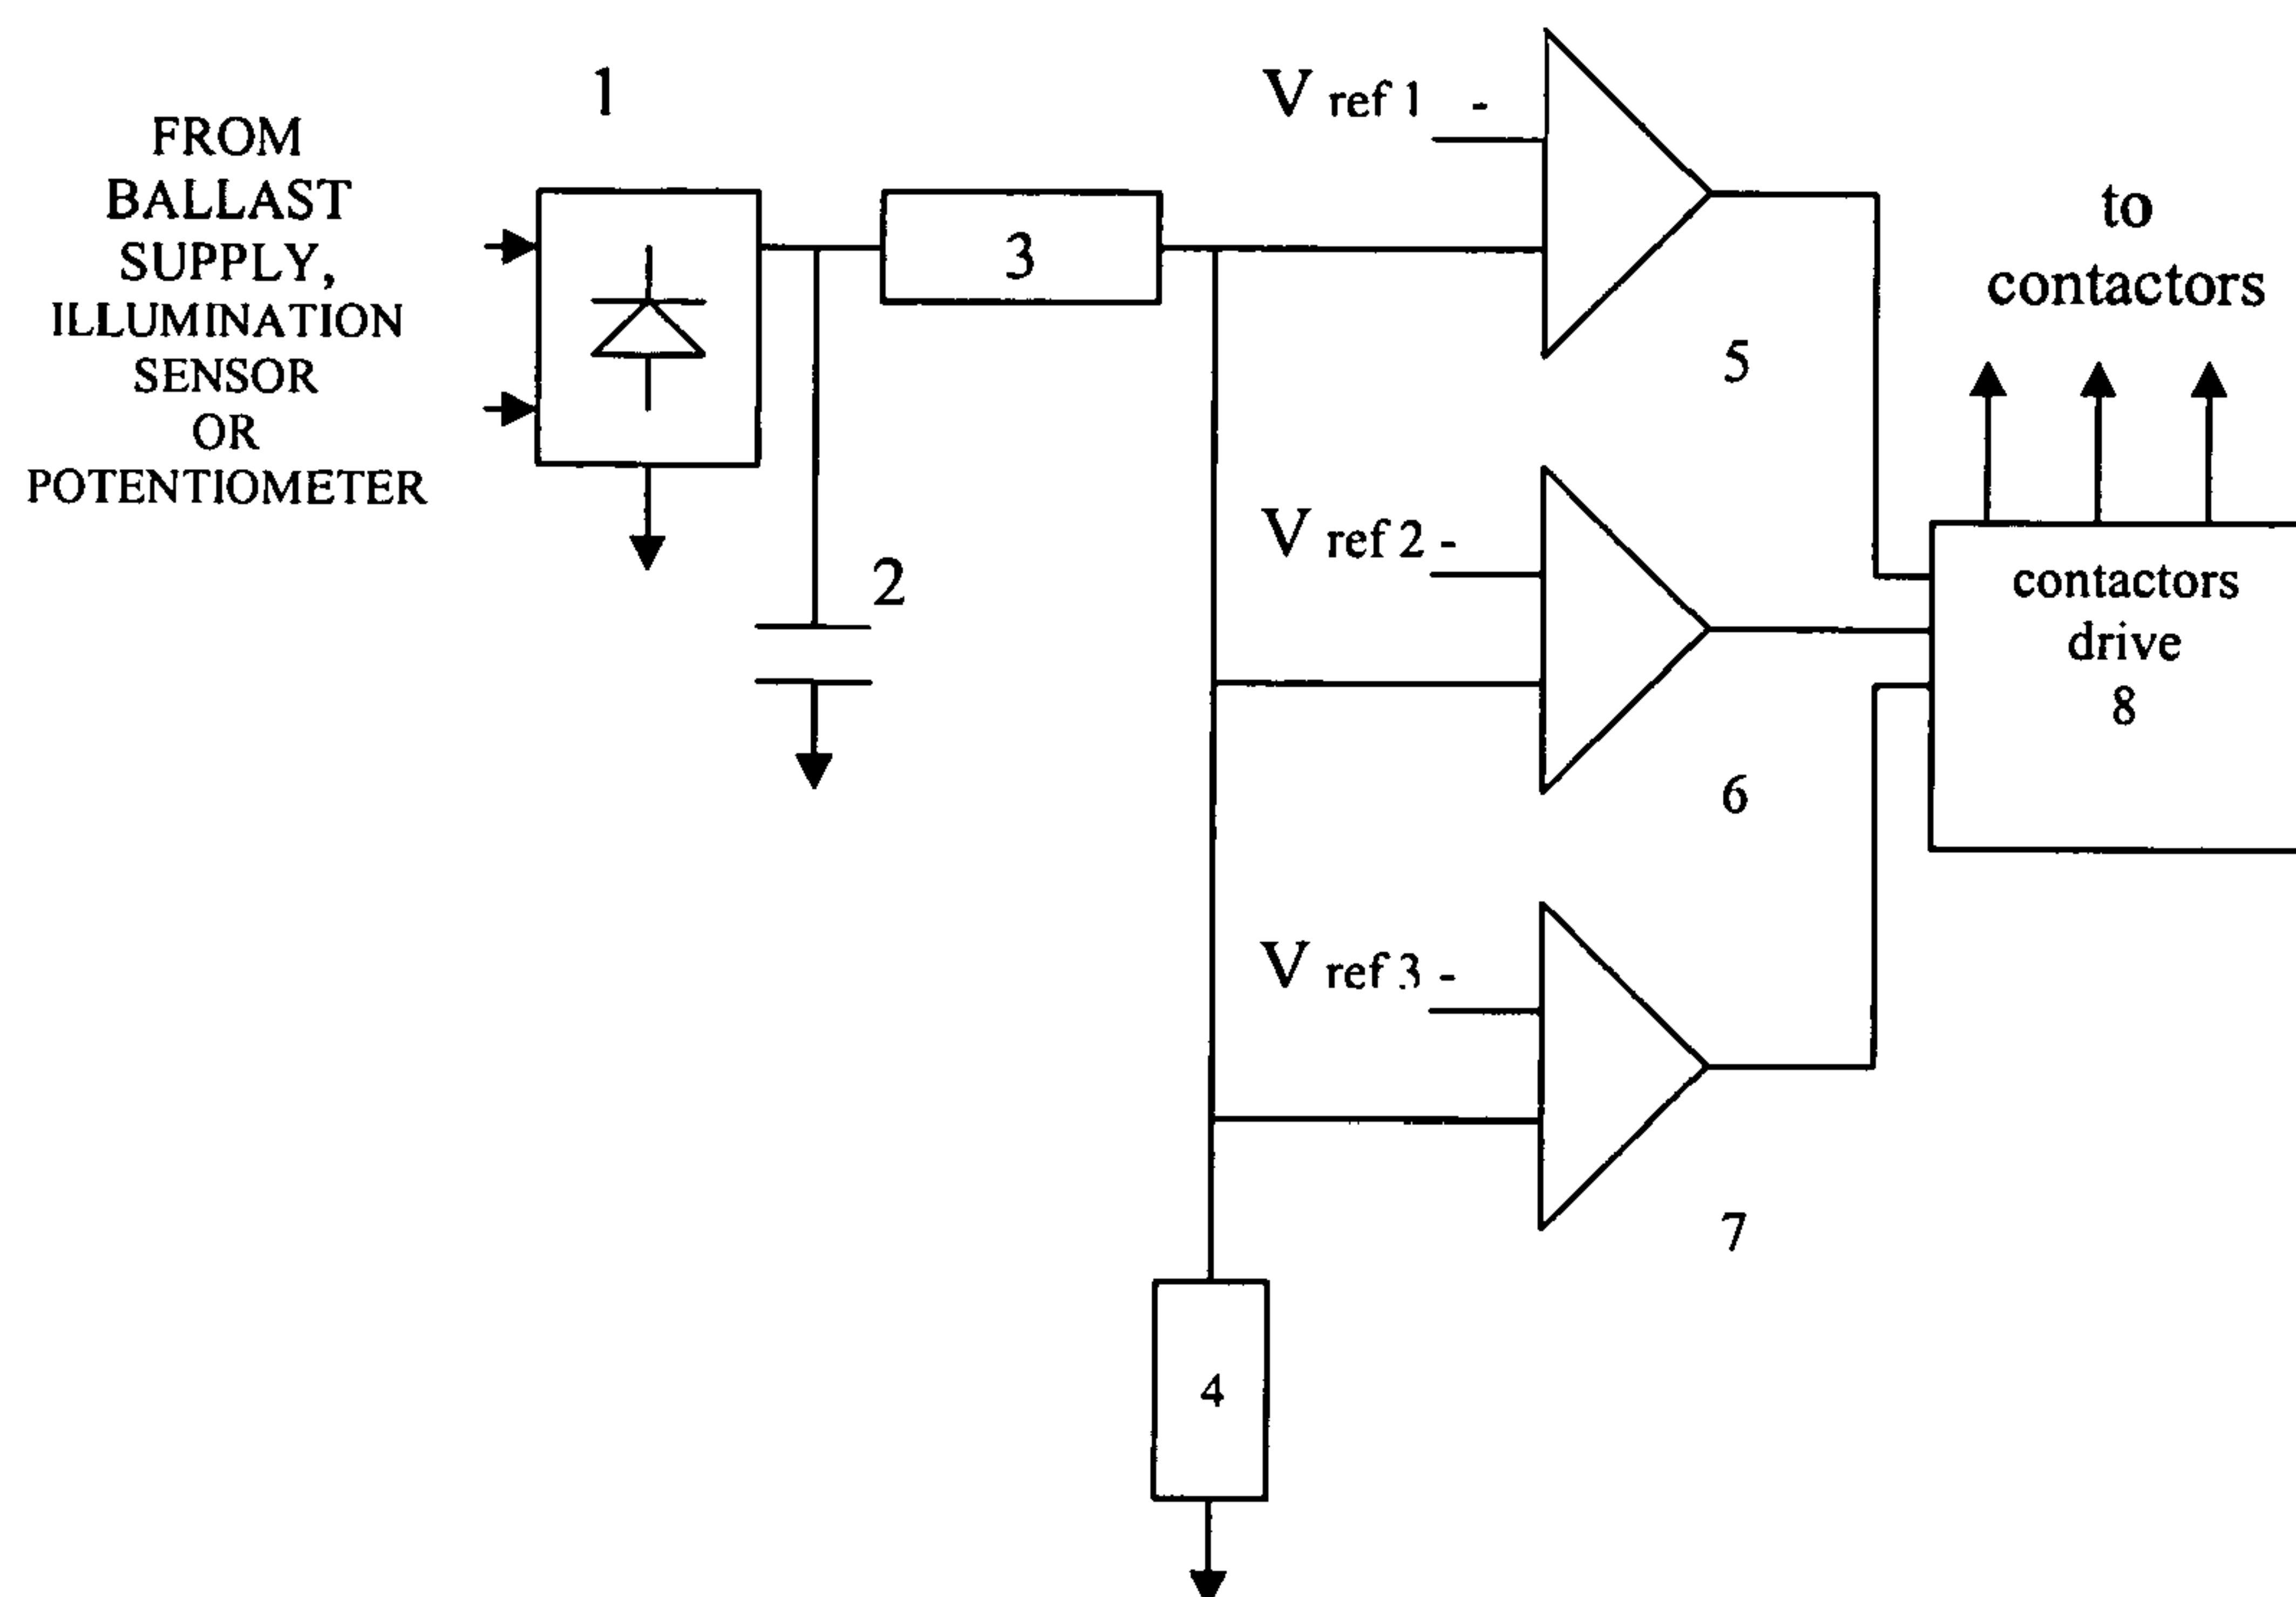 FROM
BALLAST
SUPPLY,
ILLUMINATION
SENSOR
OR
POTENTIOMETER
1
2
3
V ref 1 -
5
V ref 2 -
6
V ref 3 -
7
4
to
contactors
contactors
drive
8